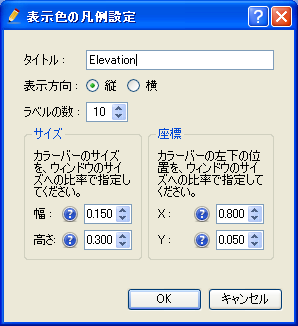 表示色の凡例設定
タイトル： Elevation
表示方向： 縦 横
ラベルの数： 10
サイズ
カラーバーのサイズ
を、ウィンドウのサイ
ズへの比率で指定し
てください。
幅： 0.150
高さ： 0.300
座標
カラーバーの左下の位
置を、ウィンドウのサイ
ズへの比率で指定し
てください。
X： 0.800
Y： 0.050
OK キャンセル